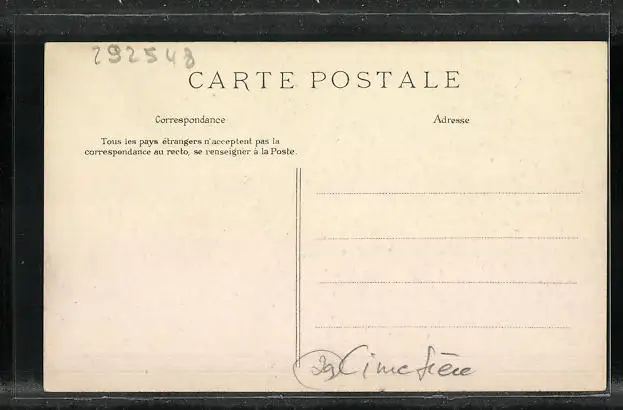 292548
CARTE POSTALE
Correspondance
Adresse
Tous les pays étrangers n'acceptent pas la
correspondance au recto, se renseigner à la Poste.
29 Cimetière